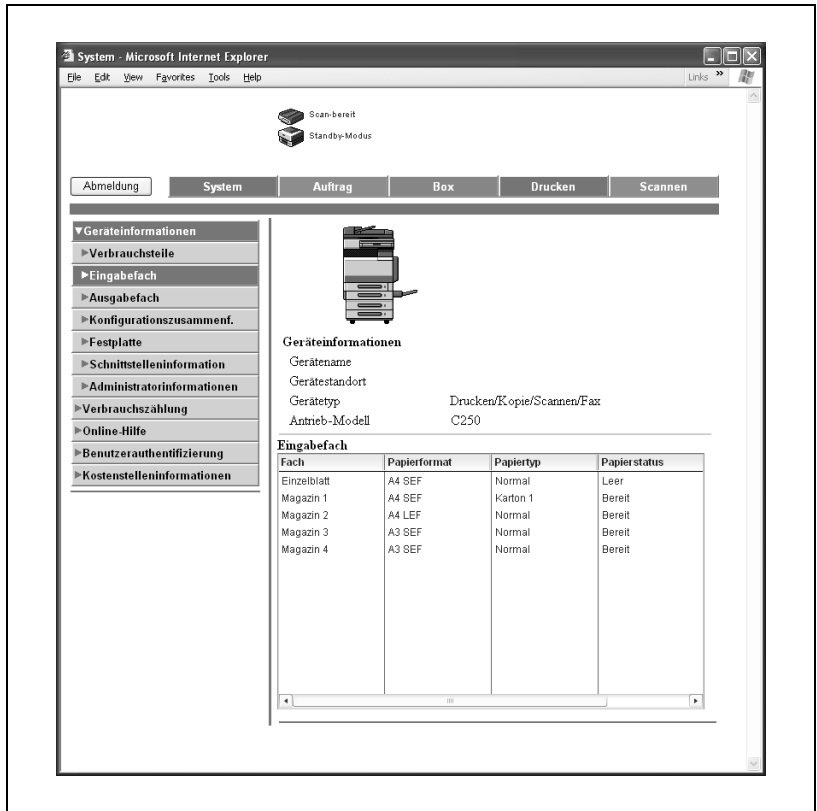 System - Microsoft Internet Explorer
File Edit View Favorites Tools Help Links »
Scan-bereit
Standby-Modus
Abmeldung System Auftrag Box Drucken Scannen
▼Geräteinformationen
▶Verbrauchsteile
▶Eingabefach
▶Ausgabefach
▶Konfigurationszusammenf.
▶Festplatte
▶Schnittstelleninformation
▶Administratorinformationen
▶Verbrauchszählung
▶Online-Hilfe
▶Benutzerauthentifizierung
▶Kostenstelleninformationen
Geräteinformationen
Gerätename
Gerätestandort
Gerätetyp Drucken/Kopie/Scannen/Fax
Antrieb-Modell C250
Eingabefach
Fach Papierformat Papiertyp Papierstatus
Einzelblatt A4 SEF Normal Leer
Magazin 1 A4 SEF Karton 1 Bereit
Magazin 2 A4 LEF Normal Bereit
Magazin 3 A3 SEF Normal Bereit
Magazin 4 A3 SEF Normal Bereit